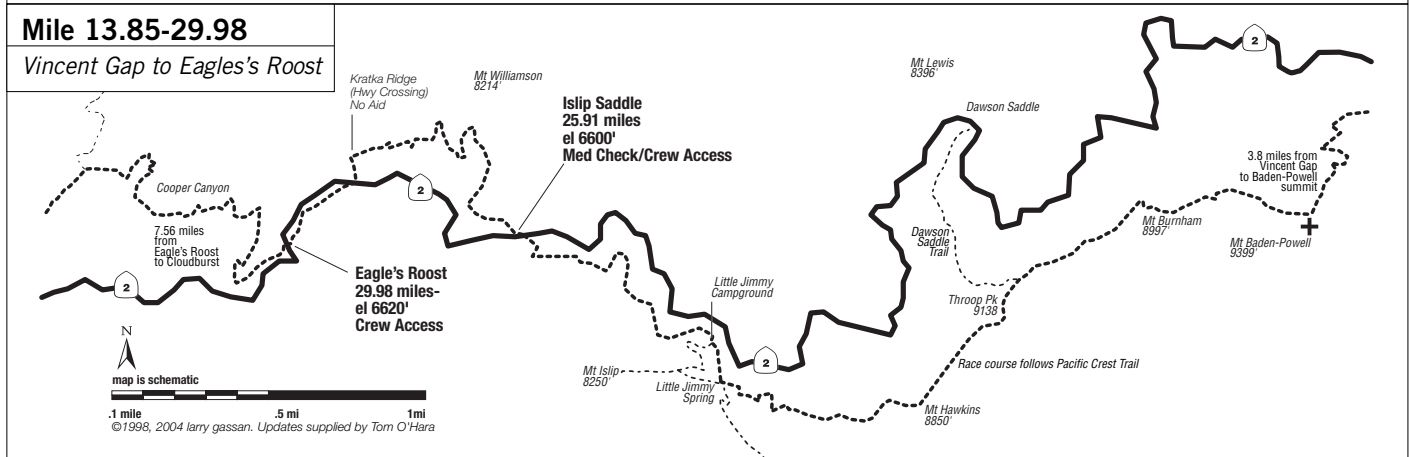 Mile 13.85-29.98
Vincent Gap to Eagles's Roost
Kratka Ridge
(Hwy Crossing)
No Aid
Mt Williamson
8214'
Islip Saddle
25.91 miles
el 6600'
Med Check/Crew Access
Mt Lewis
8396'
Dawson Saddle
2
3.8 miles from
Vincent Gap
to Baden-Powell
summit
Cooper Canyon
7.56 miles
from
Eagle's Roost
to Cloudburst
2
2
Eagle's Roost
29.98 miles-
el 6620'
Crew Access
Little Jimmy
Campground
Dawson
Saddle
Trail
Mt Burnham
8997'
Mt Baden-Powell
9399'
Throop Pk
9138
Race course follows Pacific Crest Trail
2
Mt Islip
8250'
Little Jimmy
Spring
Mt Hawkins
8850'
N
map is schematic
.1 mile
.5 mi
1mi
©1998, 2004 larry gassan. Updates supplied by Tom O'Hara